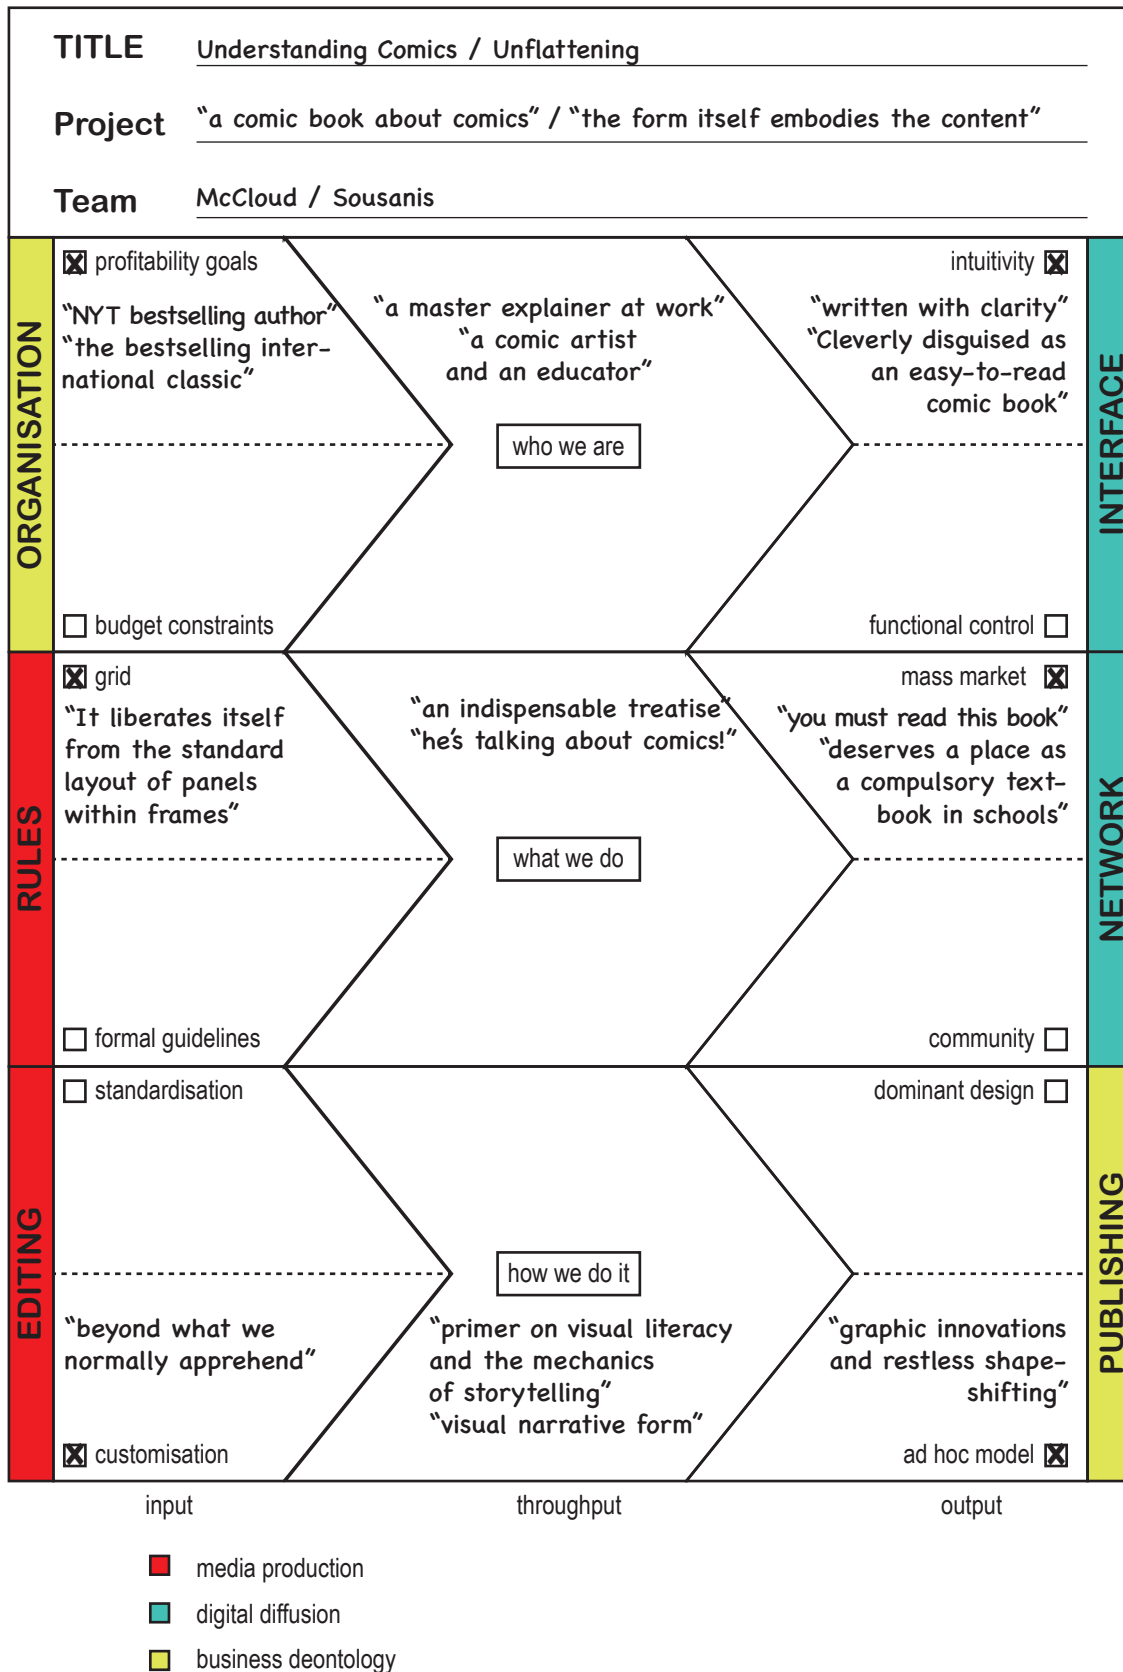 TITLE Understanding Comics / Unflattening
Project “a comic book about comics” / “the form itself embodies the content”
Team McCloud / Sousanis
ORGANISATION
profitability goals
“NYT bestselling author”
“the bestselling inter-
national classic”
budget constraints
“a master explainer at work”
“a comic artist
and an educator”
who we are
intuitivity
“written with clarity”
“Cleverly disguised as
an easy-to-read
comic book”
functional control
INTERFACE
RULES
grid
“It liberates itself
from the standard
layout of panels
within frames”
formal guidelines
“an indispensable treatise”
“he’s talking about comics!”
what we do
mass market
“you must read this book”
“deserves a place as
a compulsory text-
book in schools”
community
NETWORK
EDITING
standardisation
“beyond what we
normally apprehend”
customisation
how we do it
“primer on visual literacy
and the mechanics
of storytelling”
“visual narrative form”
dominant design
“graphic innovations
and restless shape-
shifting”
ad hoc model
PUBLISHING
input
throughput
output
media production
digital diffusion
business deontology